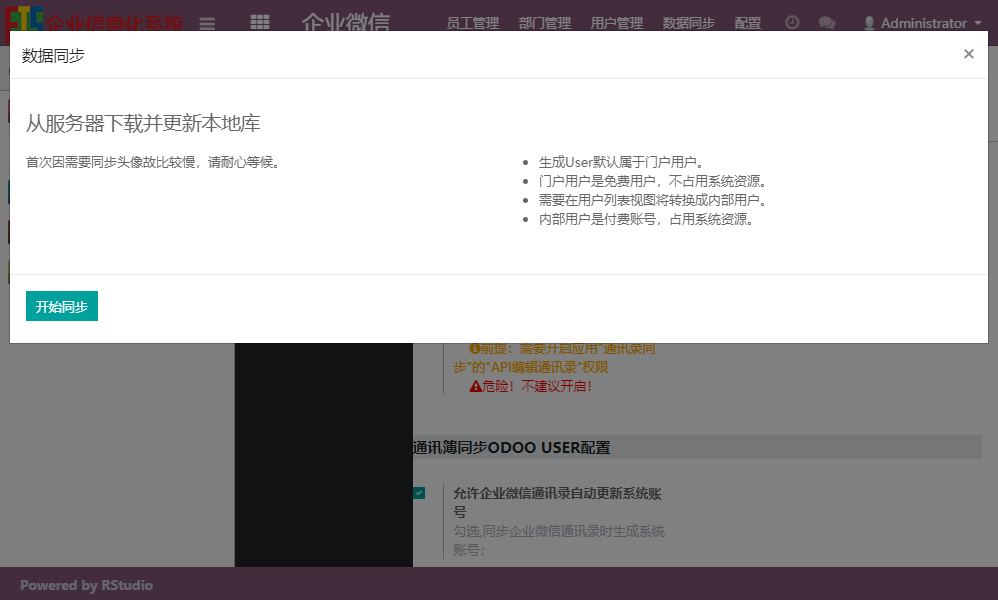 企业信息化系统
企业微信
员工管理 部门管理 用户管理 数据同步 配置
Administrator
数据同步
×
从服务器下载并更新本地库
首次因需要同步头像故比较慢，请耐心等候。
生成User默认属于门户用户。
门户用户是免费用户，不占用系统资源。
需要在用户列表视图将转换成内部用户。
内部用户是付费账号，占用系统资源。
开始同步
前提：需要开启应用"通讯录同
步"的"API编辑通讯录"权限
危险！不建议开启！
通讯薄同步ODOO USER配置
允许企业微信通讯录自动更新系统账
号
勾选,同步企业微信通讯录时生成系统
账号；
Powered by RStudio